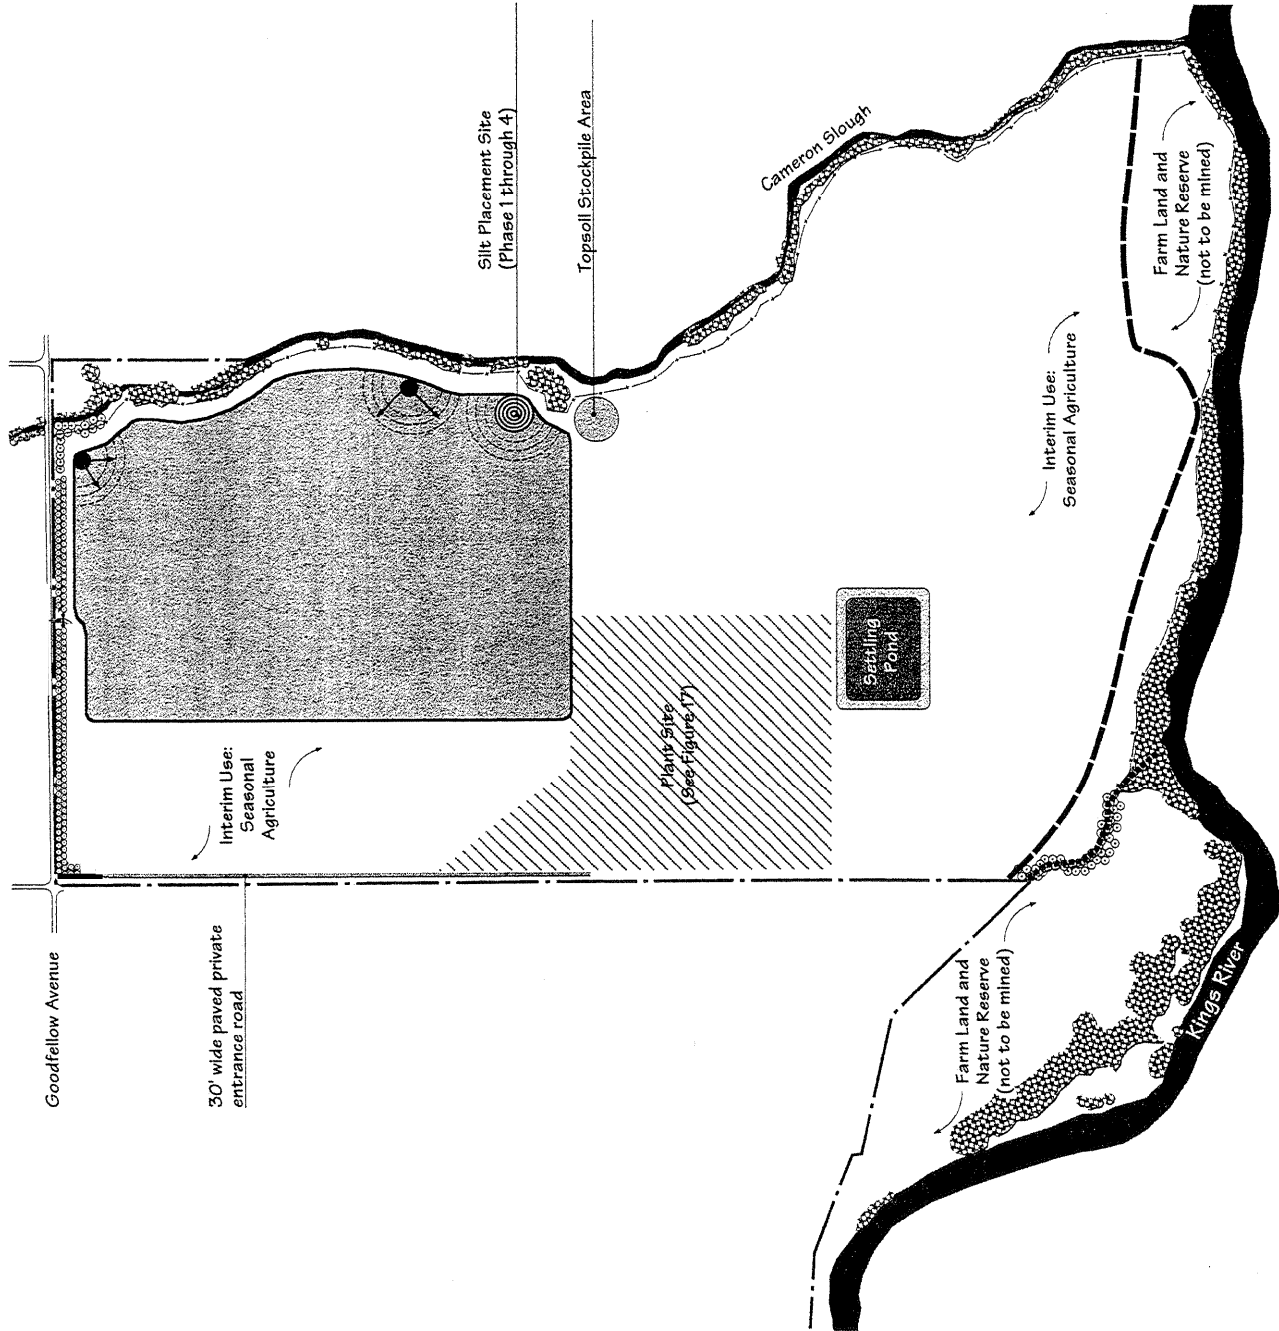 Goodfellow Avenue
30' wide paved private
entrance road
Interim Use:
Seasonal
Agriculture
Silt Placement Site
(Phase 1 through 4)
Topsoil Stockpile Area
Cameron Slough
Plant Site
(See Figure 17)
Settling
Pond
Interim Use:
Seasonal Agriculture
Farm Land and
Nature Reserve
(not to be mined)
Farm Land and
Nature Reserve
(not to be mined)
Kings River